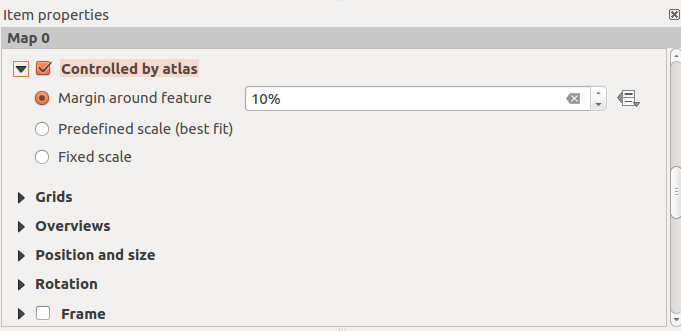 Item properties
Map 0
Controlled by atlas
Margin around feature 10%
Predefined scale (best fit)
Fixed scale
Grids
Overviews
Position and size
Rotation
Frame